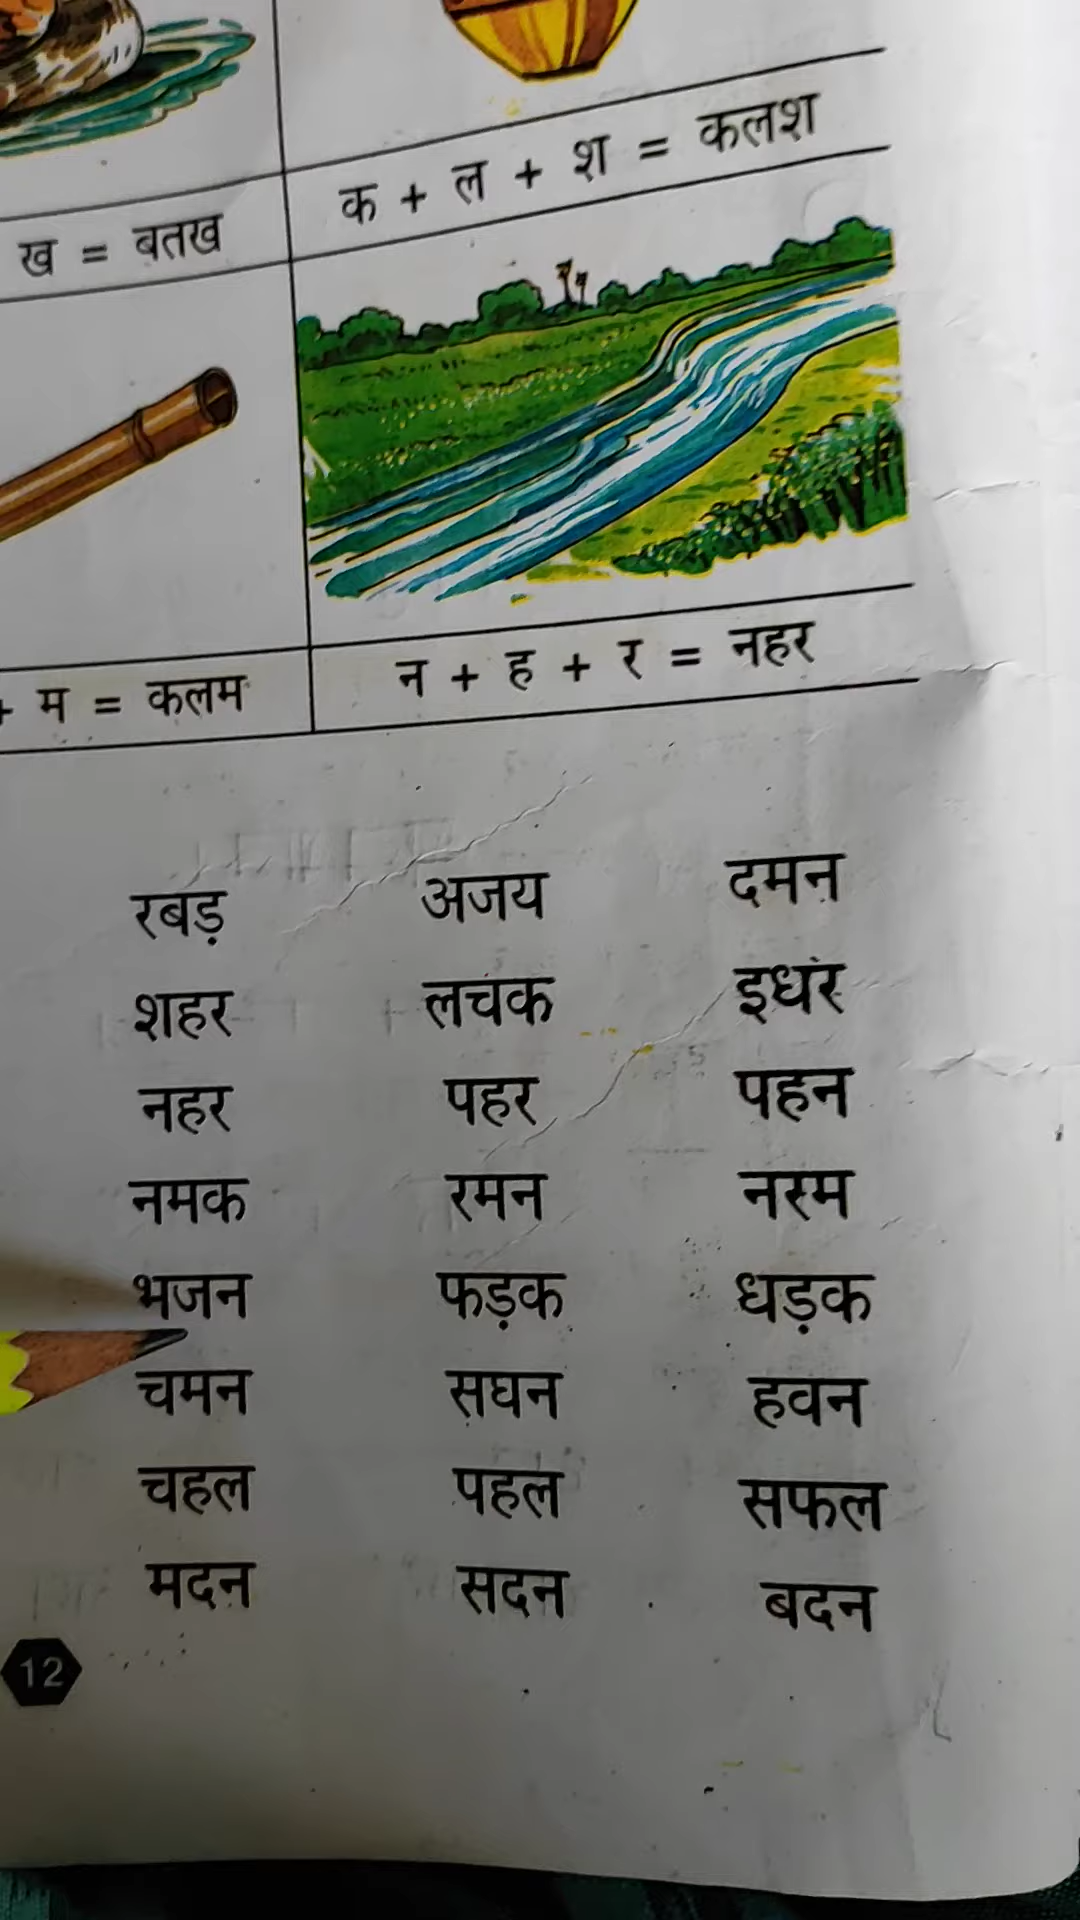 क + ल + श = कलश
ख = बतख
+ म = कलम
न + ह + र = नहर
रबड़ अजय दमन
शहर लचक इधर
नहर पहर पहन
नमक रमन नरम
भजन फड़क धड़क
चमन सघन हवन
चहल पहल सफल
मदन सदन बदन
12